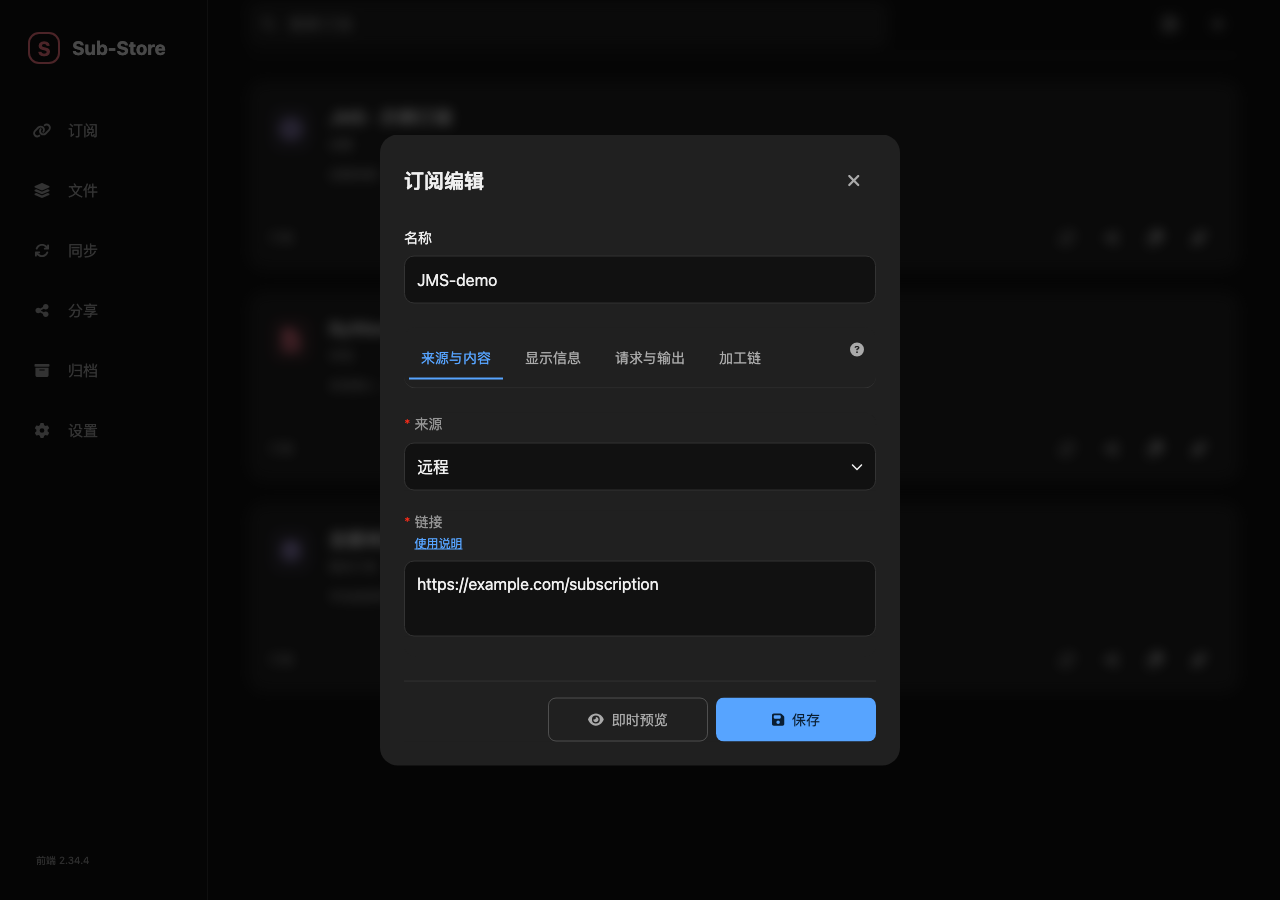 S Sub-Store
订阅
文件
同步
分享
归档
设置
前端 2.34.4
订阅编辑
名称
JMS-demo
来源与内容 显示信息 请求与输出 加工链
* 来源
远程
* 链接
使用说明
https://example.com/subscription
即时预览 保存